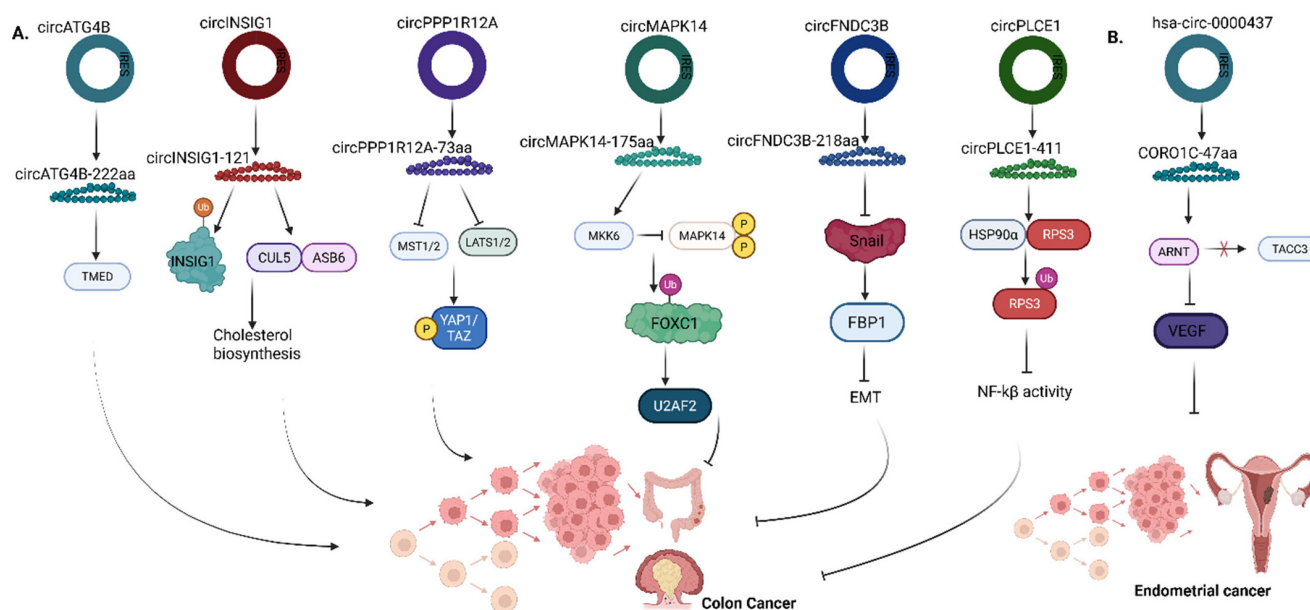 A.
circATG4B
IRES
circATG4B-222aa
TMED
circINSIG1
circINSIG1-121
Ub
INSIG1
CUL5
ASB6
Cholesterol
biosynthesis
circPPP1R12A
circPPP1R12A-73aa
MST1/2
LATS1/2
P
YAP1/
TAZ
circMAPK14
IRES
circMAPK14-175aa
MKK6
MAPK14
P
P
Ub
FOXC1
U2AF2
circFNDC3B
IRES
circFNDC3B-218aa
Snail
FBP1
EMT
circPLCE1
circPLCE1-411
HSP90α
RPS3
Ub
RPS3
NF-kβ activity
Colon Cancer
B.
hsa-circ-0000437
IRES
CORO1C-47aa
ARNT
X
TACC3
VEGF
Endometrial cancer